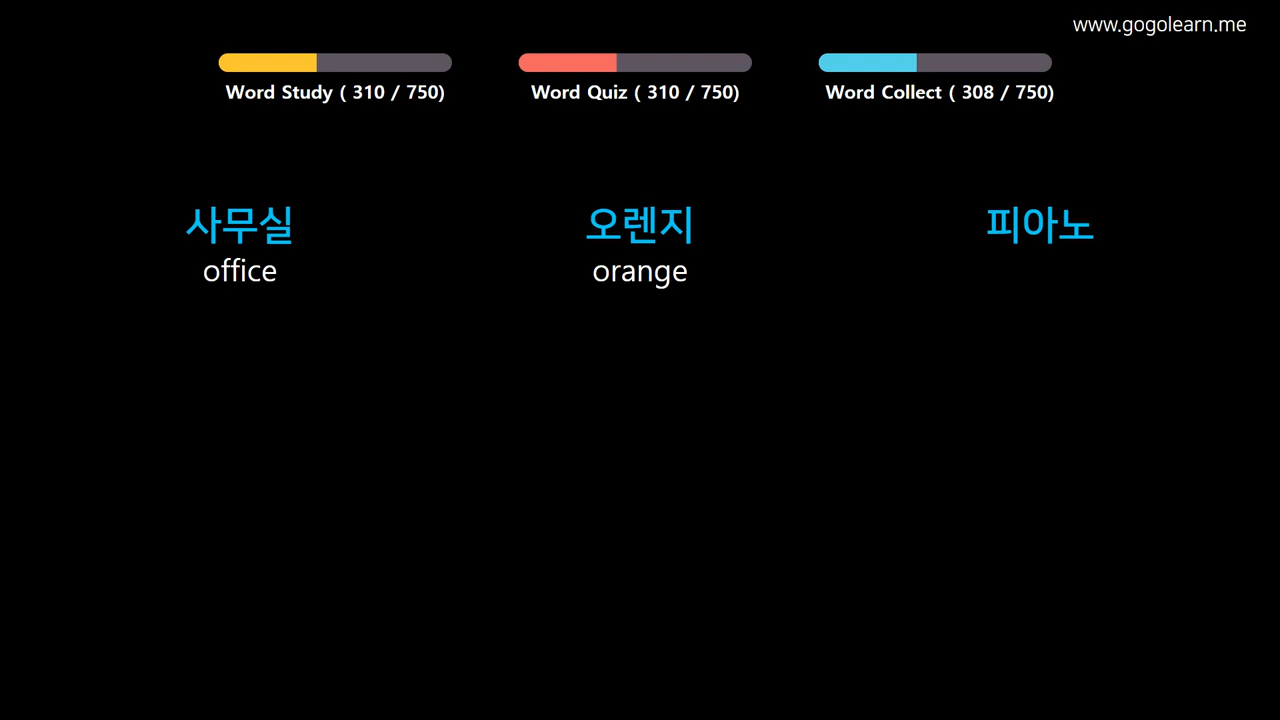 www.gogolearn.me
Word Study ( 310 / 750)
Word Quiz ( 310 / 750)
Word Collect ( 308 / 750)
사무실
오렌지
피아노
office
orange